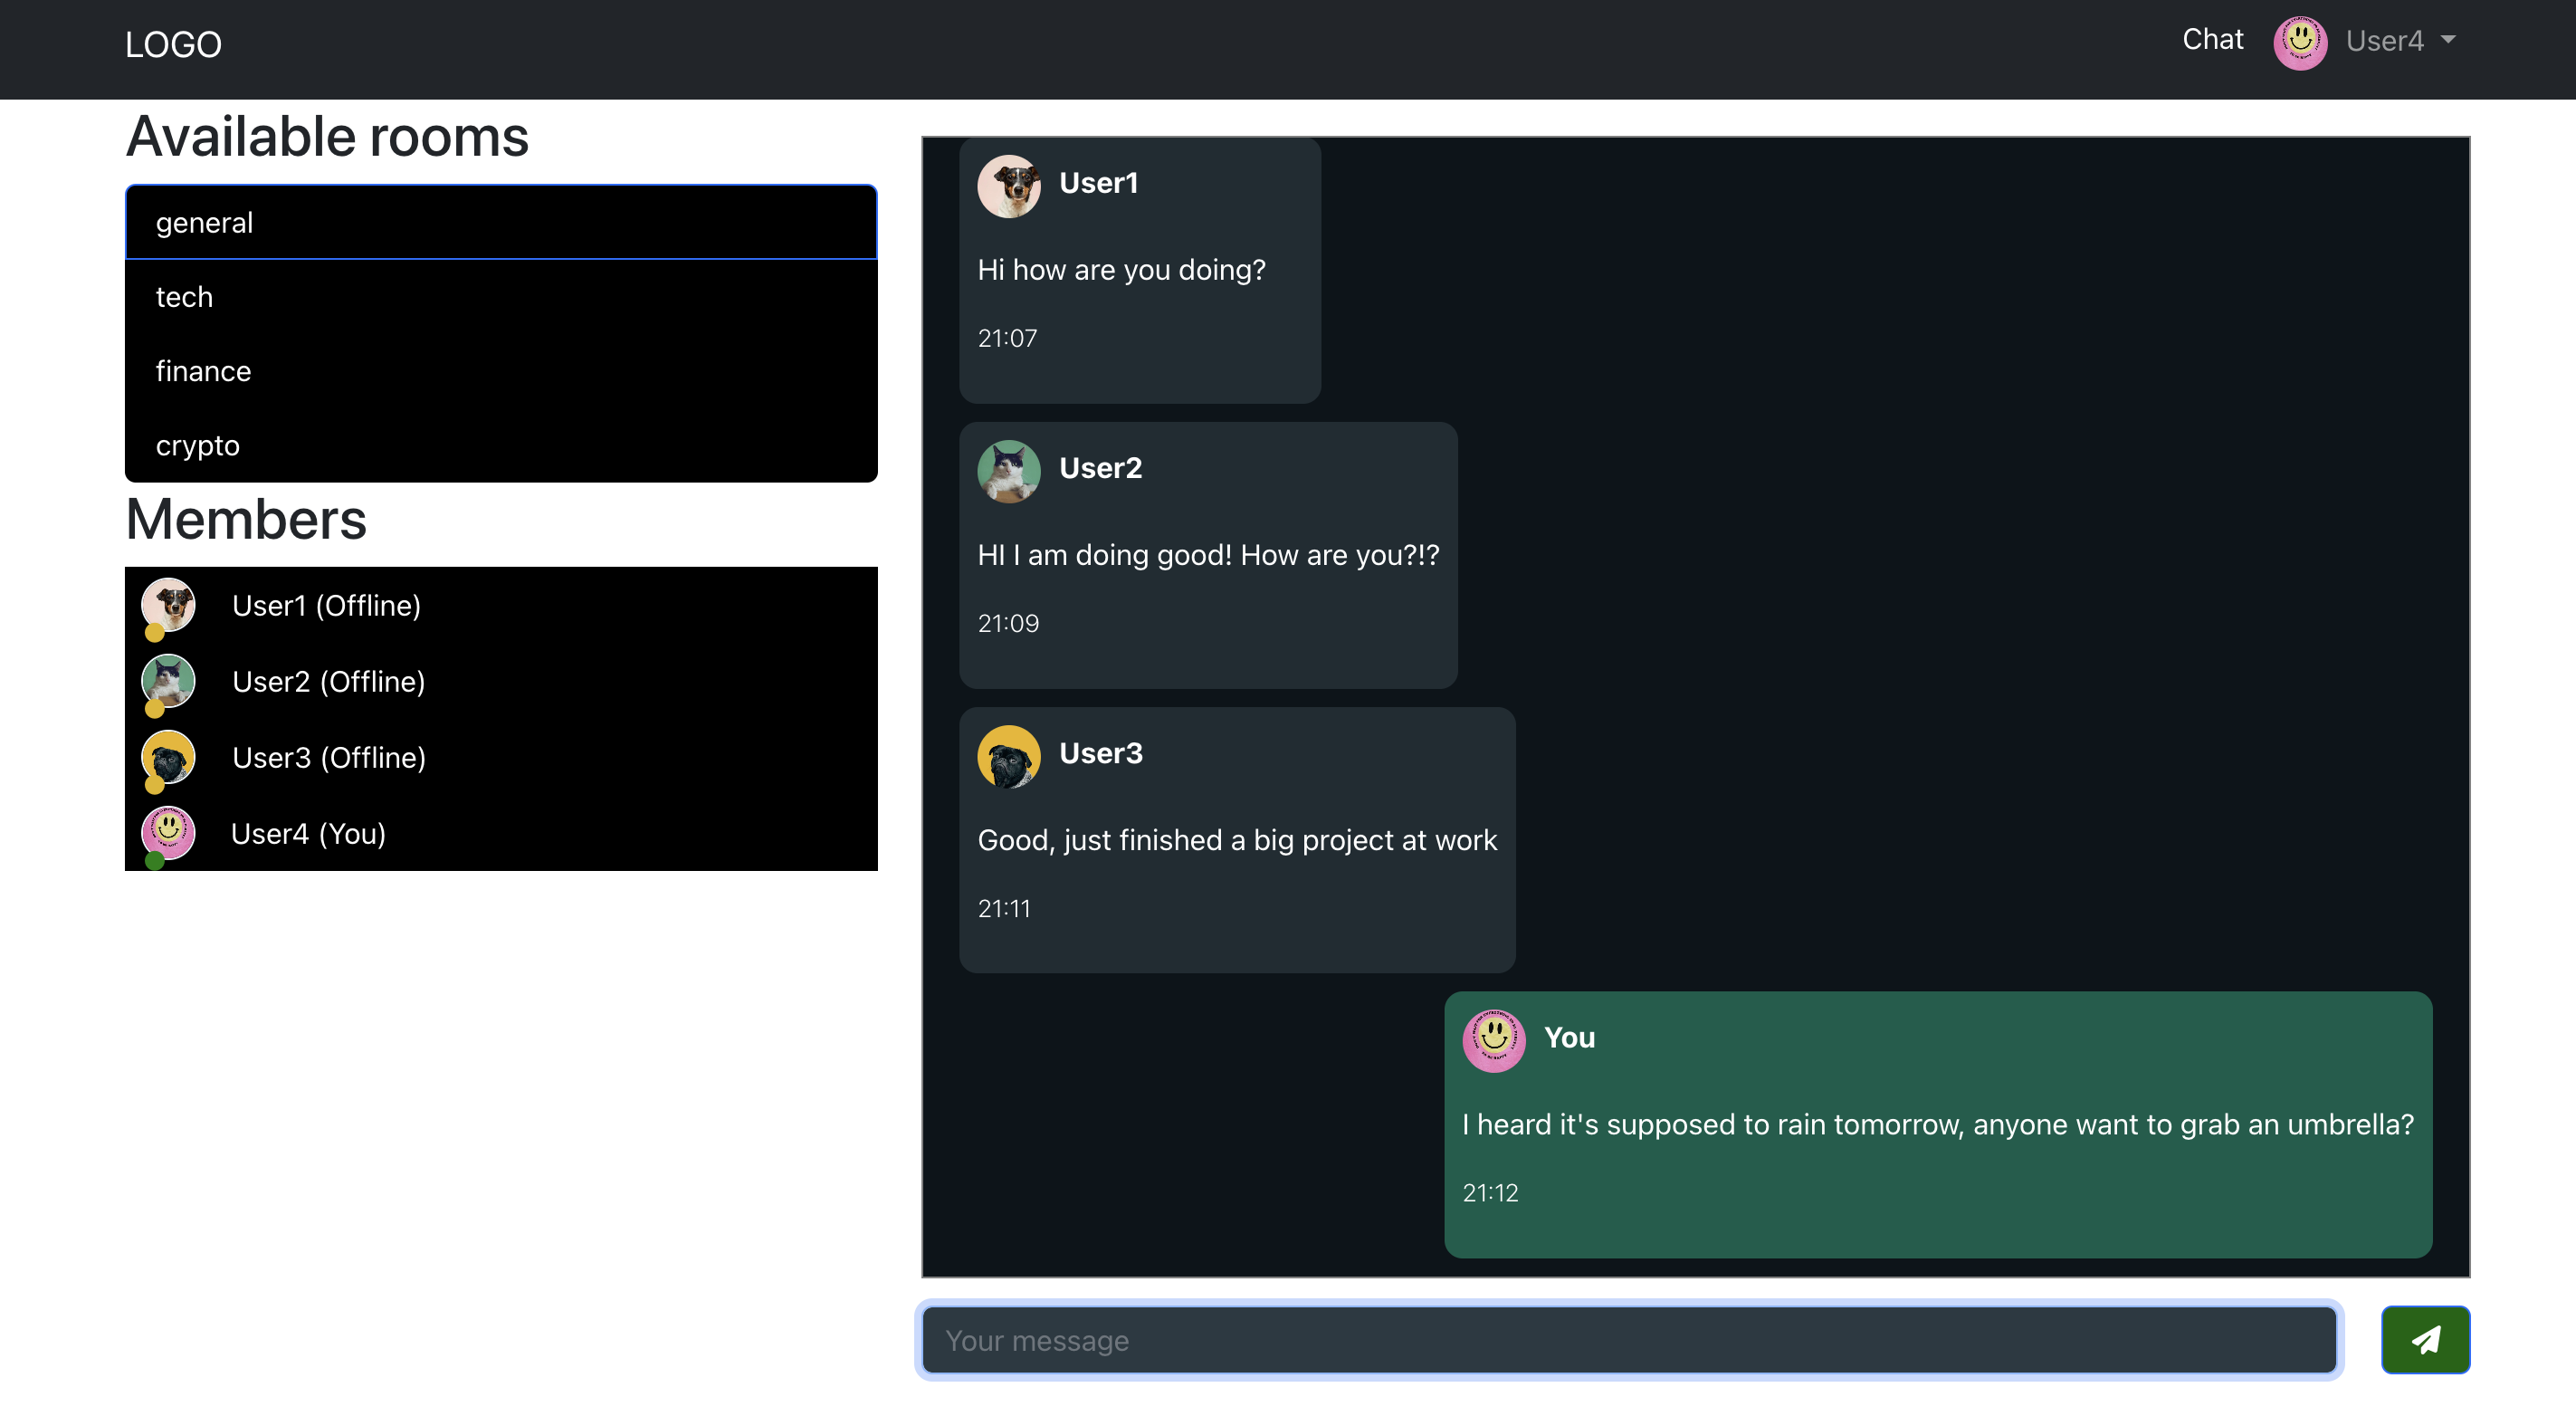 LOGO
Chat
User4
Available rooms
general
tech
finance
crypto
Members
User1 (Offline)
User2 (Offline)
User3 (Offline)
User4 (You)
User1
Hi how are you doing?
21:07
User2
HI I am doing good! How are you?!?
21:09
User3
Good, just finished a big project at work
21:11
You
I heard it's supposed to rain tomorrow, anyone want to grab an umbrella?
21:12
Your message